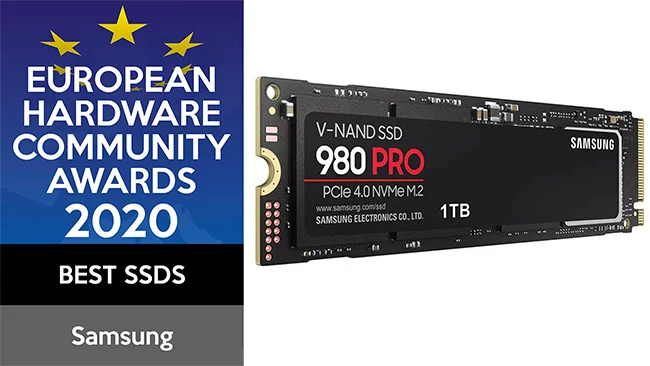 EUROPEAN
HARDWARE
COMMUNITY
AWARDS
2020
BEST SSDS
Samsung
V-NAND SSD
980 PRO
PCIe 4.0 NVMe M.2
www.samsung.com/ssd
SAMSUNG ELECTRONICS CO., LTD.
1TB
SAMSUNG